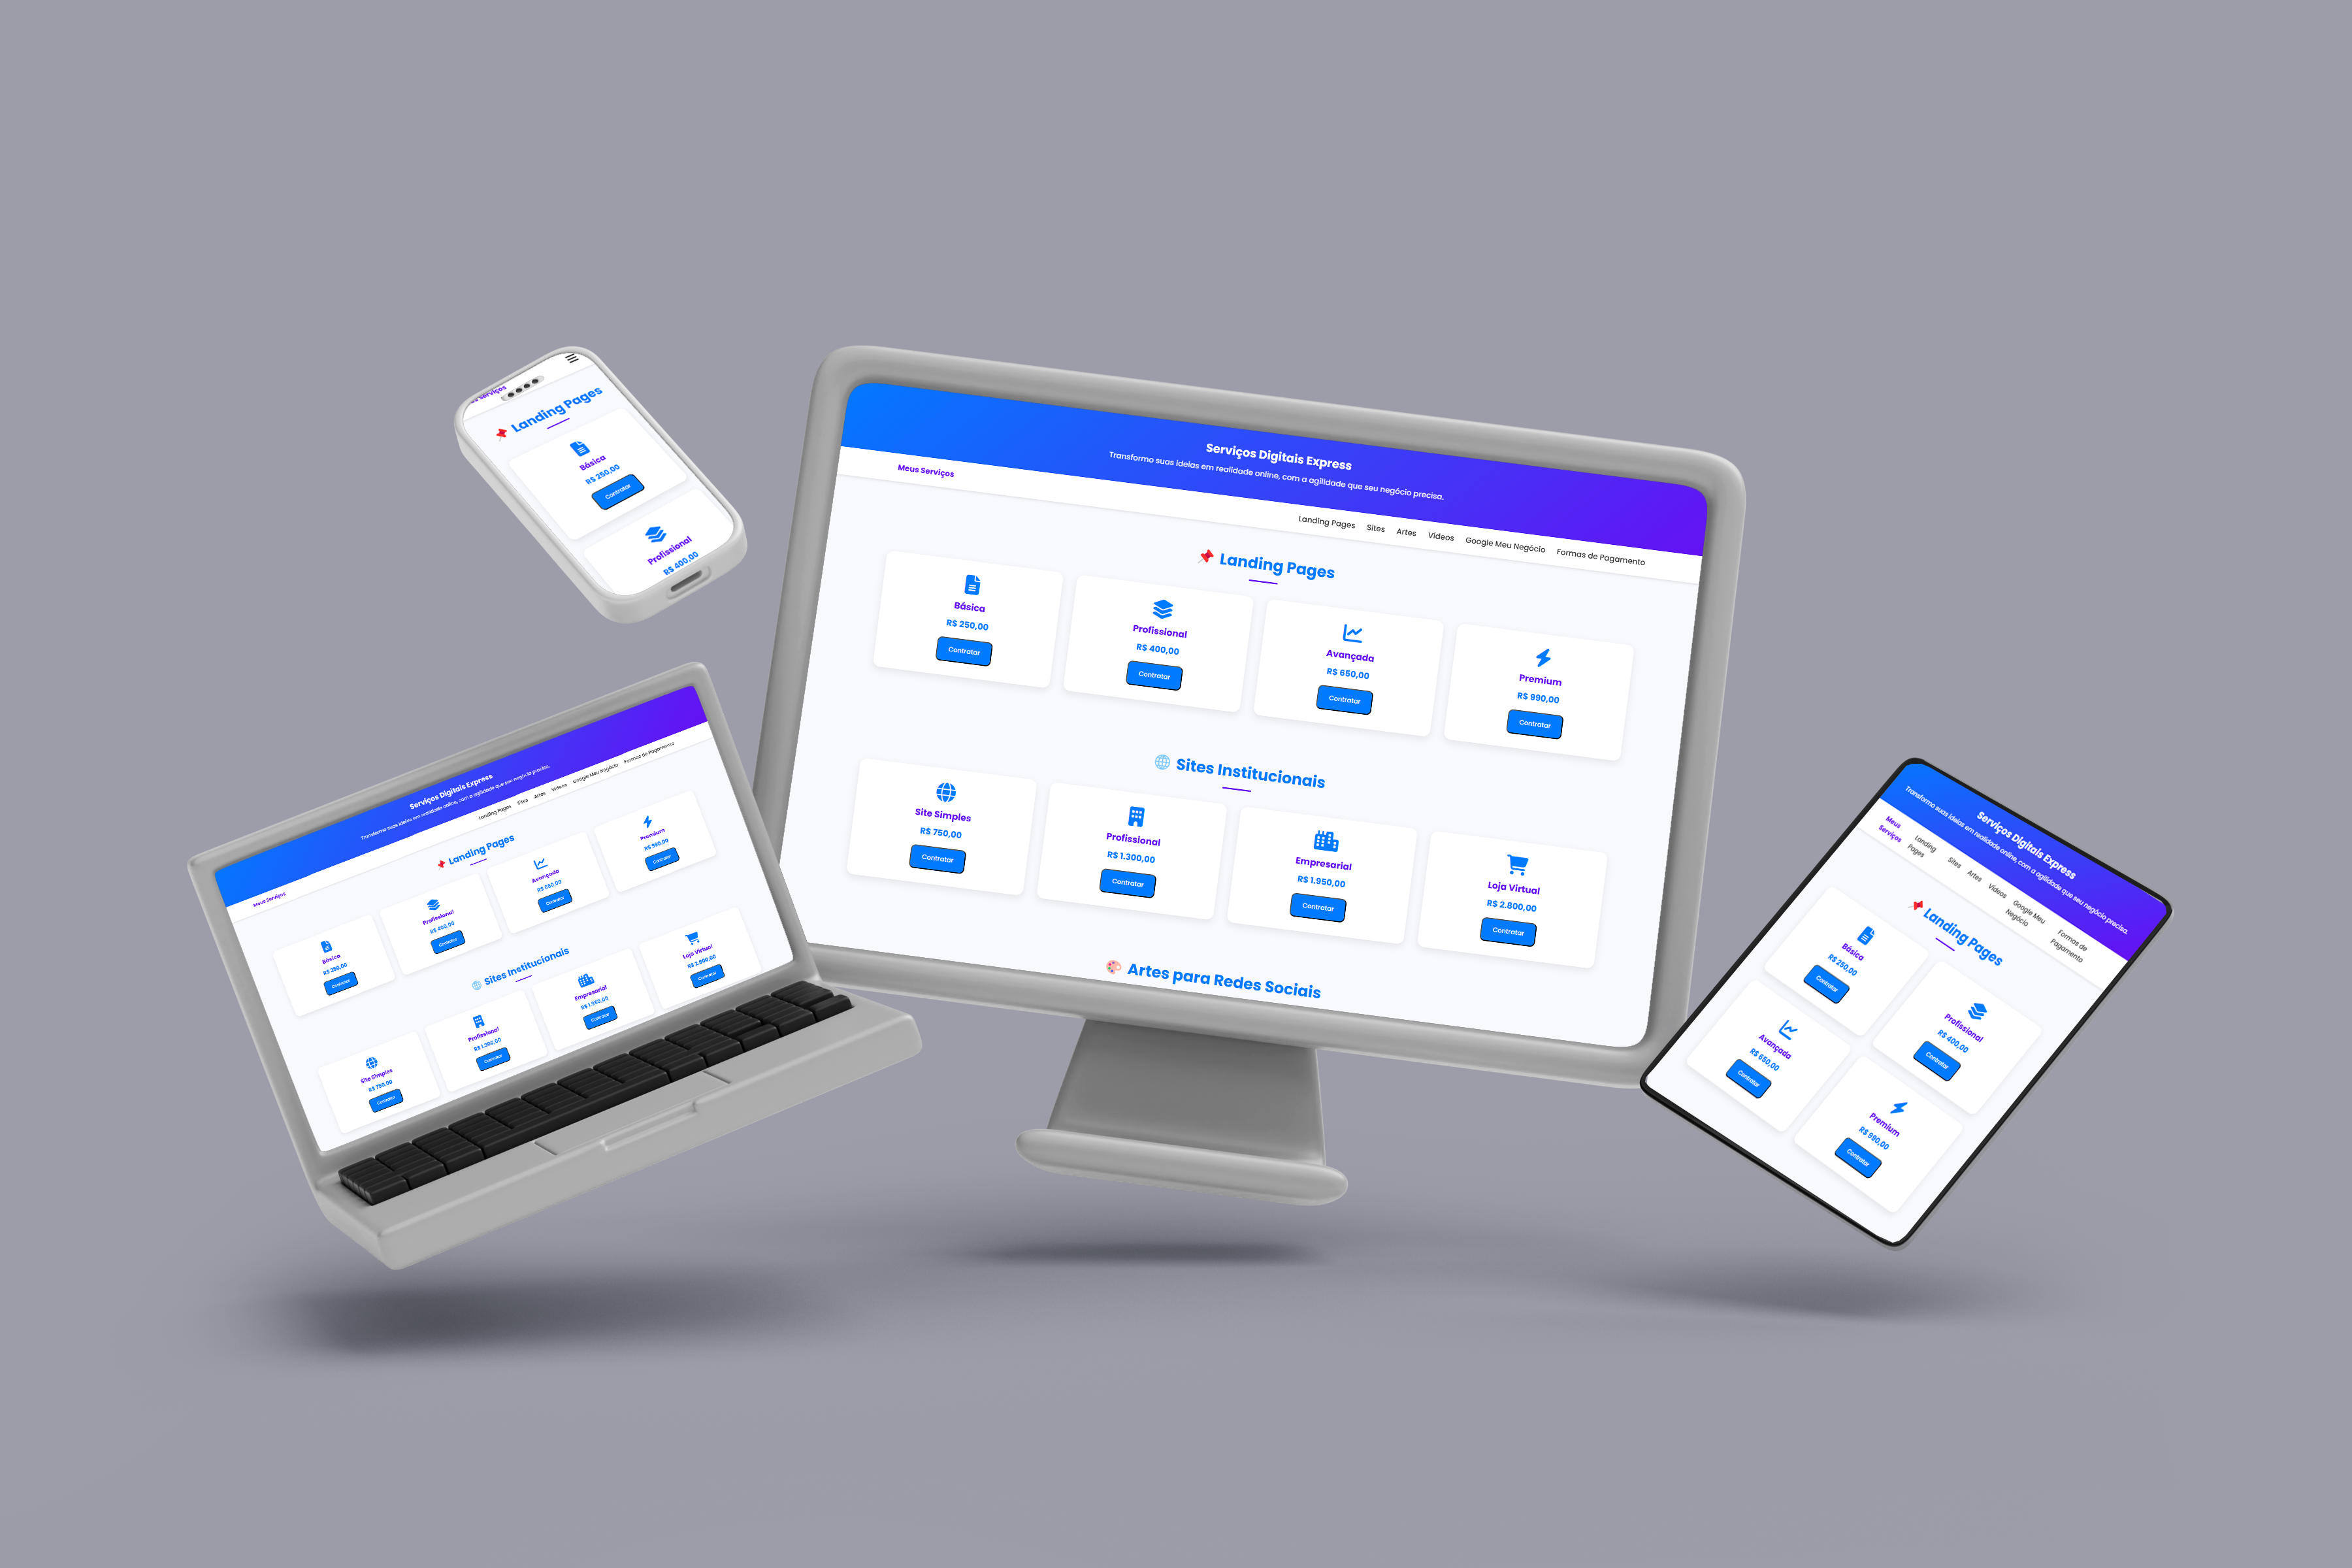 Landing Pages
Básica
R$ 250,00
Contratar
Profissional
R$ 400,00
Serviços Digitais Express
Transformo suas ideias em realidade online, com a agilidade que seu negócio precisa.
Meus Serviços
Landing Pages Sites Artes Vídeos Google Meu Negócio Formas de Pagamento
Landing Pages
Básica
R$ 250,00
Contratar
Profissional
R$ 400,00
Contratar
Avançada
R$ 650,00
Contratar
Premium
R$ 990,00
Contratar
Sites Institucionais
Site Simples
R$ 750,00
Contratar
Profissional
R$ 1.300,00
Contratar
Empresarial
R$ 1.950,00
Contratar
Loja Virtual
R$ 2.800,00
Contratar
Artes para Redes Sociais
Serviços Digitais Express
Transformo suas ideias em realidade online, com a agilidade que seu negócio precisa.
Meus Serviços
Landing Pages Sites Artes Vídeos Google Meu Negócio Formas de Pagamento
Landing Pages
Básica
R$ 250,00
Contratar
Profissional
R$ 400,00
Contratar
Avançada
R$ 650,00
Contratar
Premium
R$ 990,00
Contratar
Sites Institucionais
Site Simples
R$ 750,00
Contratar
Profissional
R$ 1.300,00
Contratar
Empresarial
R$ 1.950,00
Contratar
Loja Virtual
R$ 2.800,00
Contratar
Serviços Digitais Express
Transformo suas ideias em realidade online, com a agilidade que seu negócio precisa.
Meus
Serviços
Landing
Pages
Sites
Artes
Vídeos
Google Meu
Negócio
Formas de
Pagamento
Landing Pages
Básica
R$ 250,00
Contratar
Profissional
R$ 400,00
Contratar
Avançada
R$ 650,00
Contratar
Premium
R$ 990,00
Contratar